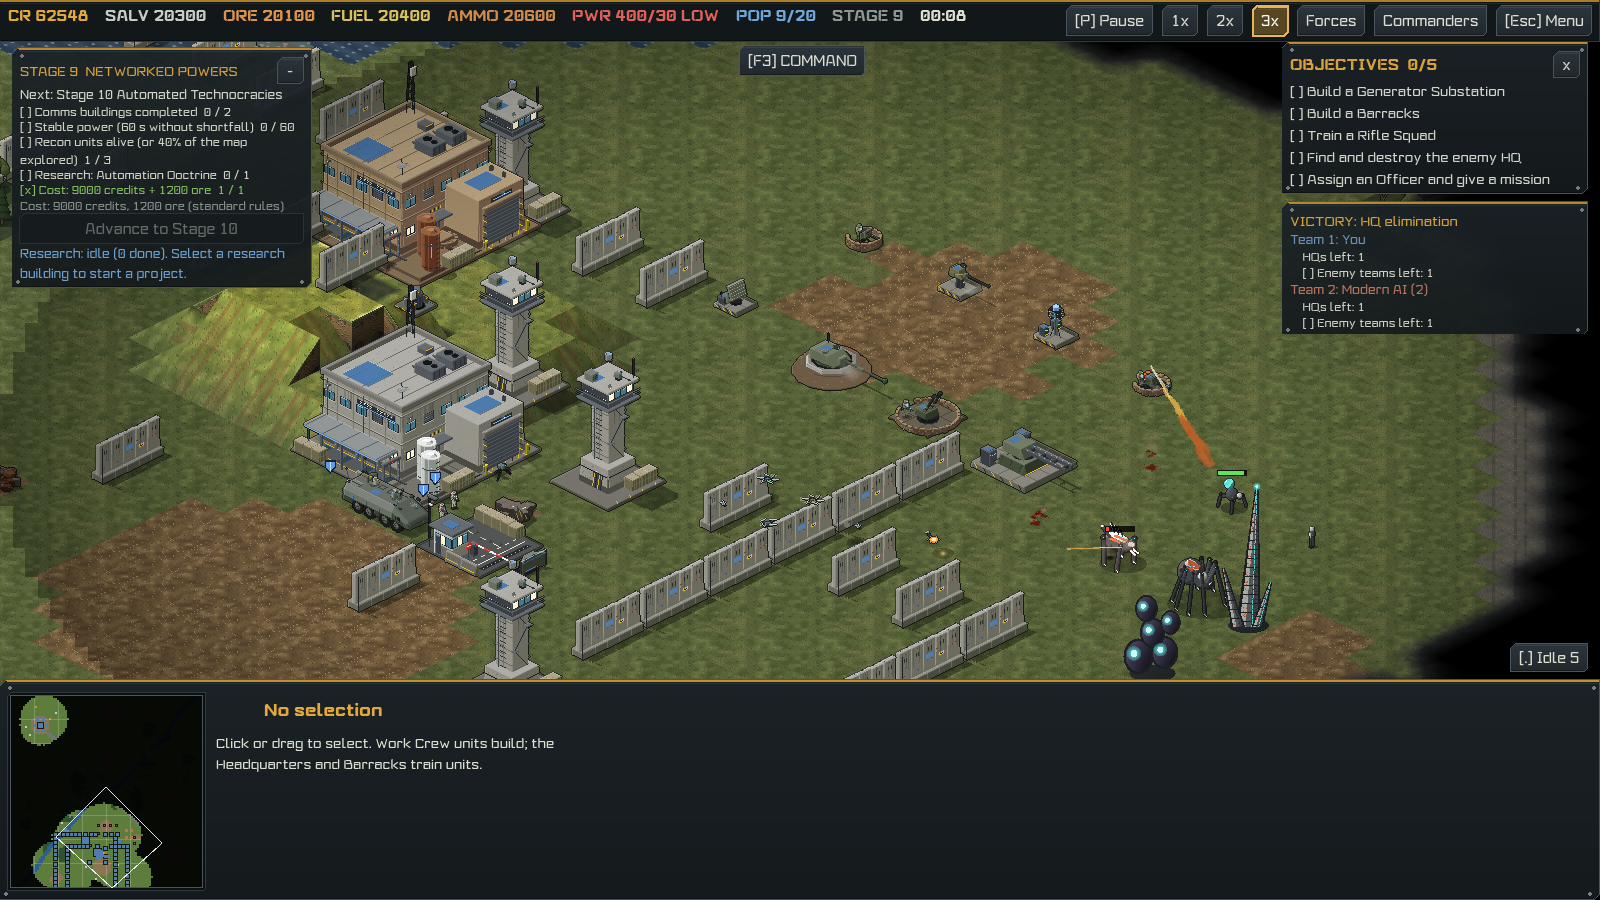 CR 62548 SALV 20300 ORE 20100 FUEL 20400 AMMO 20600 PWR 400/30 LOW POP 9/20 STAGE 9 00:08 [P] Pause 1x 2x 3x Forces Commanders [Esc] Menu
[F3] COMMAND
STAGE 9 NETWORKED POWERS -
Next: Stage 10 Automated Technocracies
[ ] Comms buildings completed 0 / 2
[ ] Stable power (60 s without shortfall) 0 / 60
[ ] Recon units alive (or 40% of the map
explored) 1 / 3
[ ] Research: Automation Doctrine 0 / 1
[x] Cost: 9000 credits + 1200 ore 1 / 1
Cost: 9000 credits, 1200 ore (standard rules)
Advance to Stage 10
Research: idle (0 done). Select a research
building to start a project.
OBJECTIVES 0/5 x
[ ] Build a Generator Substation
[ ] Build a Barracks
[ ] Train a Rifle Squad
[ ] Find and destroy the enemy HQ
[ ] Assign an Officer and give a mission
VICTORY: HQ elimination
Team 1: You
HQs left: 1
[ ] Enemy teams left: 1
Team 2: Modern AI (2)
HQs left: 1
[ ] Enemy teams left: 1
[.] Idle 5
No selection
Click or drag to select. Work Crew units build; the
Headquarters and Barracks train units.